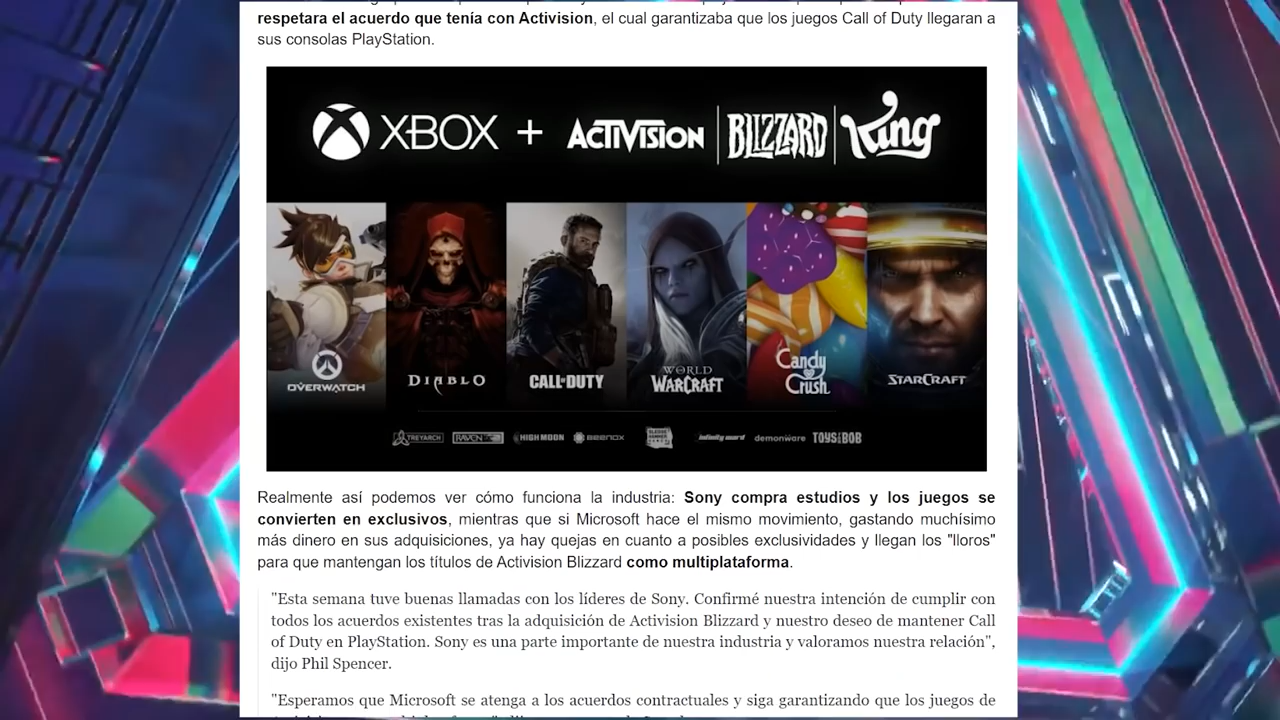 respetara el acuerdo que tenía con Activision, el cual garantizaba que los juegos Call of Duty llegaran a
sus consolas PlayStation.
XBOX + ACTIVISION BLIZZARD King
OVERWATCH
DIABLO
CALL OF DUTY
WORLD
WARCRAFT
Candy
Crush
STARCRAFT
TREYARCH RAVEN HIGH MOON BEENOX SLEDGE HAMMER infinity ward demonware TOYS BOB
Realmente así podemos ver cómo funciona la industria: Sony compra estudios y los juegos se
convierten en exclusivos, mientras que si Microsoft hace el mismo movimiento, gastando muchísimo
más dinero en sus adquisiciones, ya hay quejas en cuanto a posibles exclusividades y llegan los "lloros"
para que mantengan los títulos de Activision Blizzard como multiplataforma.
"Esta semana tuve buenas llamadas con los líderes de Sony. Confirmé nuestra intención de cumplir con
todos los acuerdos existentes tras la adquisición de Activision Blizzard y nuestro deseo de mantener Call
of Duty en PlayStation. Sony es una parte importante de nuestra industria y valoramos nuestra relación",
dijo Phil Spencer.
"Esperamos que Microsoft se atenga a los acuerdos contractuales y siga garantizando que los juegos de